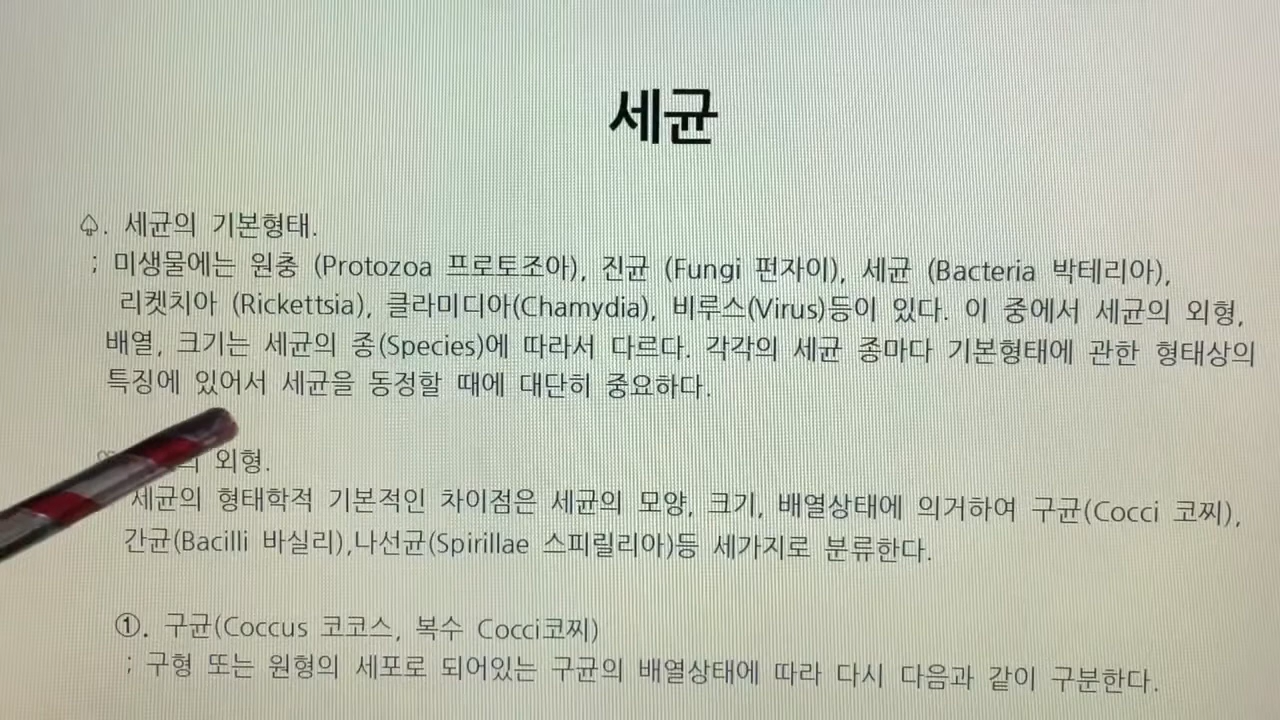 세균
♤. 세균의 기본형태.
; 미생물에는 원충 (Protozoa 프로토조아), 진균 (Fungi 펀자이), 세균 (Bacteria 박테리아),
리켓치아 (Rickettsia), 클라미디아(Chamydia), 비루스(Virus)등이 있다. 이 중에서 세균의 외형,
배열, 크기는 세균의 종(Species)에 따라서 다르다. 각각의 세균 종마다 기본형태에 관한 형태상의
특징에 있어서 세균을 동정할 때에 대단히 중요하다.
외형.
세균의 형태학적 기본적인 차이점은 세균의 모양, 크기, 배열상태에 의거하여 구균(Cocci 코찌),
간균(Bacilli 바실리),나선균(Spirillae 스피릴리아)등 세가지로 분류한다.
①. 구균(Coccus 코코스, 복수 Cocci코찌)
; 구형 또는 원형의 세포로 되어있는 구균의 배열상태에 따라 다시 다음과 같이 구분한다.